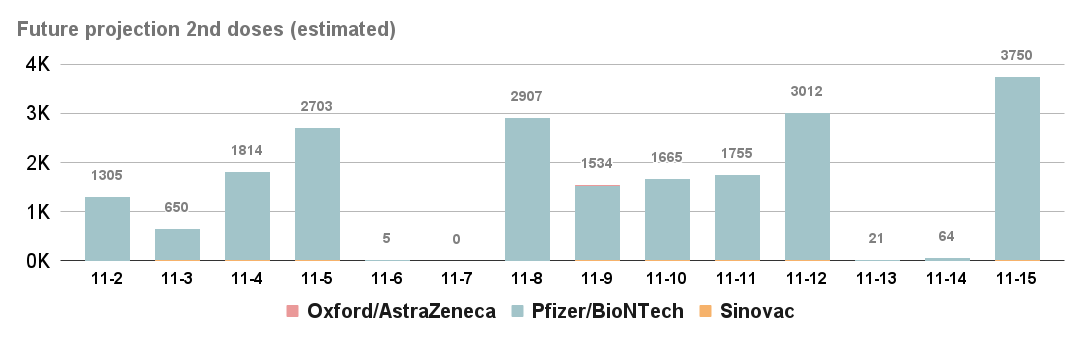 Future projection 2nd doses (estimated)
4K
3K
2K
1K
0K
1305
650
1814
2703
5
0
2907
1534
1665
1755
3012
21
64
3750
11-2 11-3 11-4 11-5 11-6 11-7 11-8 11-9 11-10 11-11 11-12 11-13 11-14 11-15
Oxford/AstraZeneca Pfizer/BioNTech Sinovac